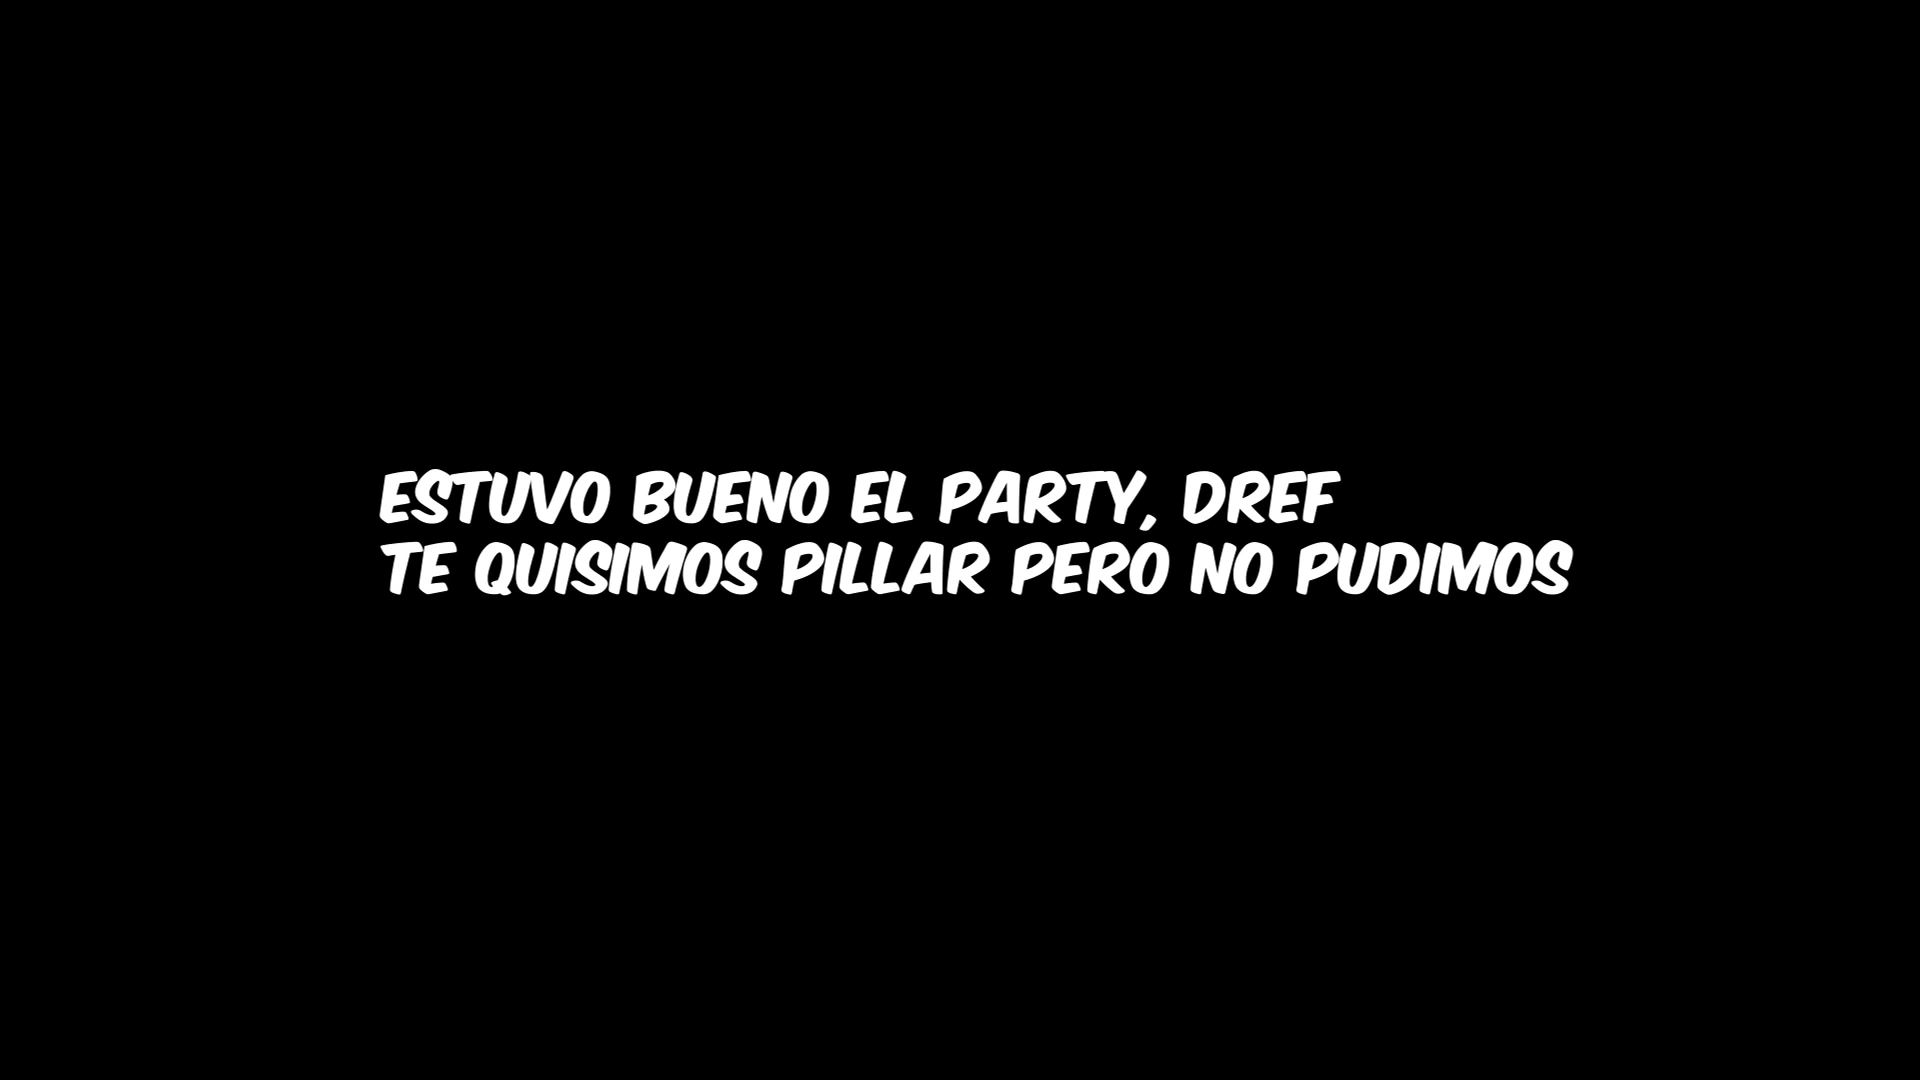 ESTUVO BUENO EL PARTY, DREF
TE QUISIMOS PILLAR PERO NO PUDIMOS